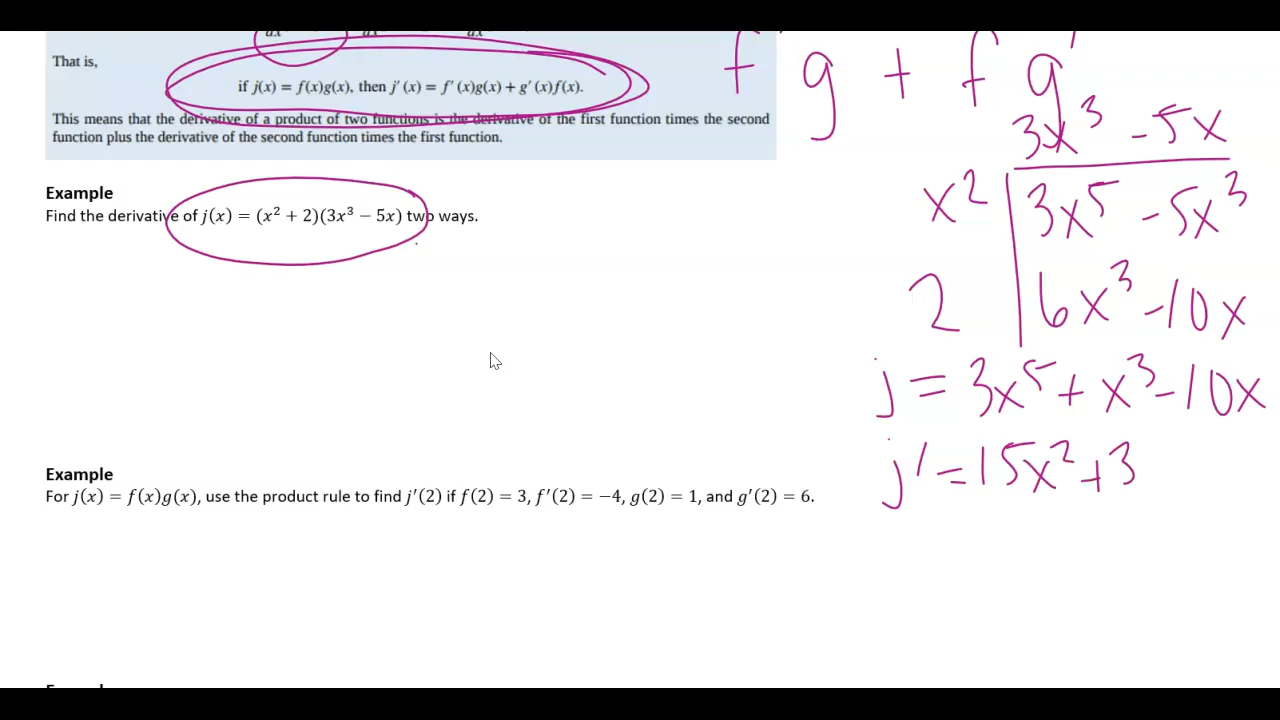 That is,
if j(x) = f(x)g(x), then j′(x) = f′(x)g(x) + g′(x)f(x).
This means that the derivative of a product of two functions is the derivative of the first function times the second
function plus the derivative of the second function times the first function.
f g + f g'
3x³ - 5x
x² 3x⁵ - 5x³
2 6x³ - 10x
j = 3x⁵ + x³ - 10x
j' = 15x² + 3
Example
Find the derivative of j(x) = (x² + 2)(3x³ − 5x) two ways.
Example
For j(x) = f(x)g(x), use the product rule to find j′(2) if f(2) = 3, f′(2) = −4, g(2) = 1, and g′(2) = 6.